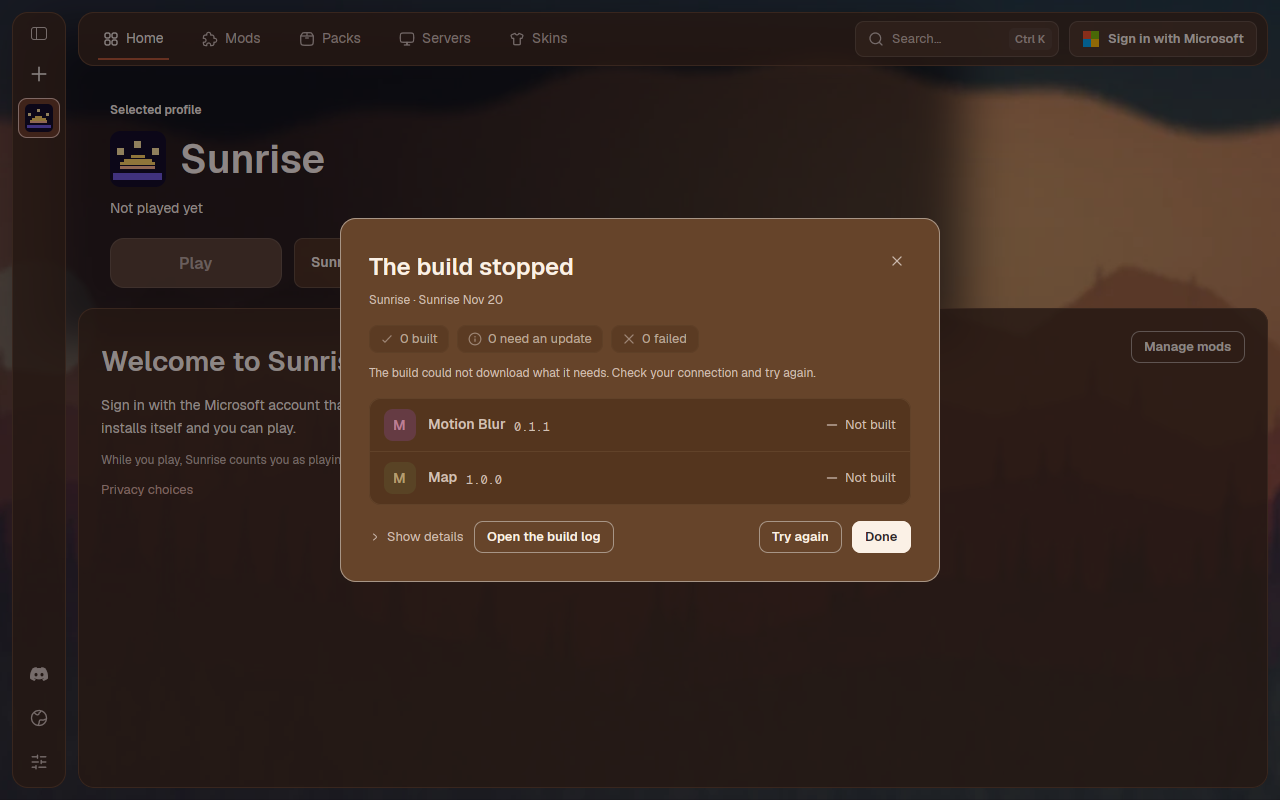 Home
Mods
Packs
Servers
Skins
Search...
Ctrl K
Sign in with Microsoft
Selected profile
Sunrise
Not played yet
Play
The build stopped
Sunrise · Sunrise Nov 20
0 built
0 need an update
0 failed
The build could not download what it needs. Check your connection and try again.
M
Motion Blur 0.1.1
Not built
M
Map 1.0.0
Not built
Show details
Open the build log
Try again
Done
Welcome to
Manage mods
Sign in with the Microsoft account
installs itself and you can play.
While you play, Sunrise counts you as
Privacy choices